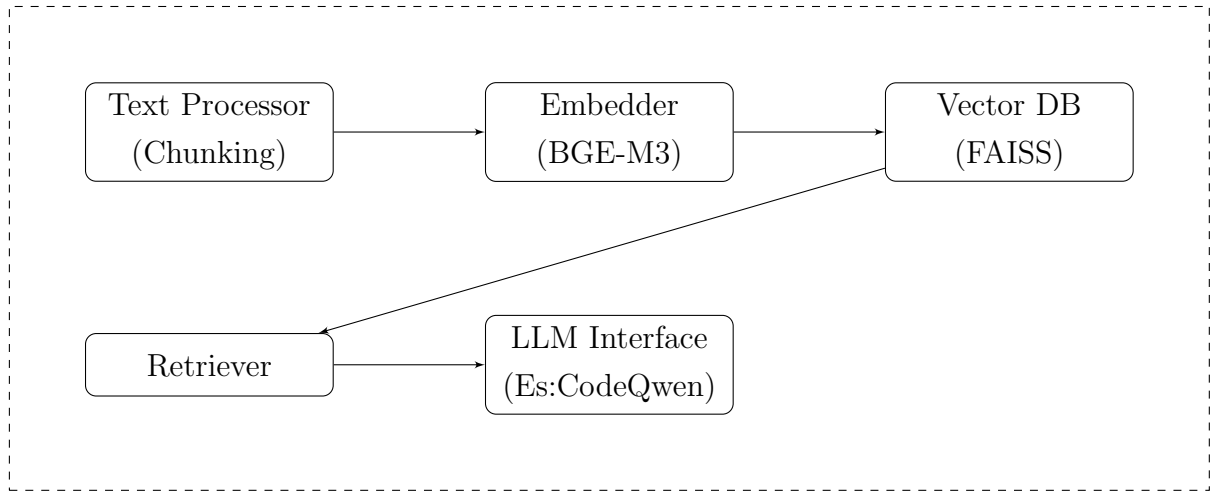 Text Processor
(Chunking)
Embedder
(BGE-M3)
Vector DB
(FAISS)
Retriever
LLM Interface
(Es:CodeQwen)